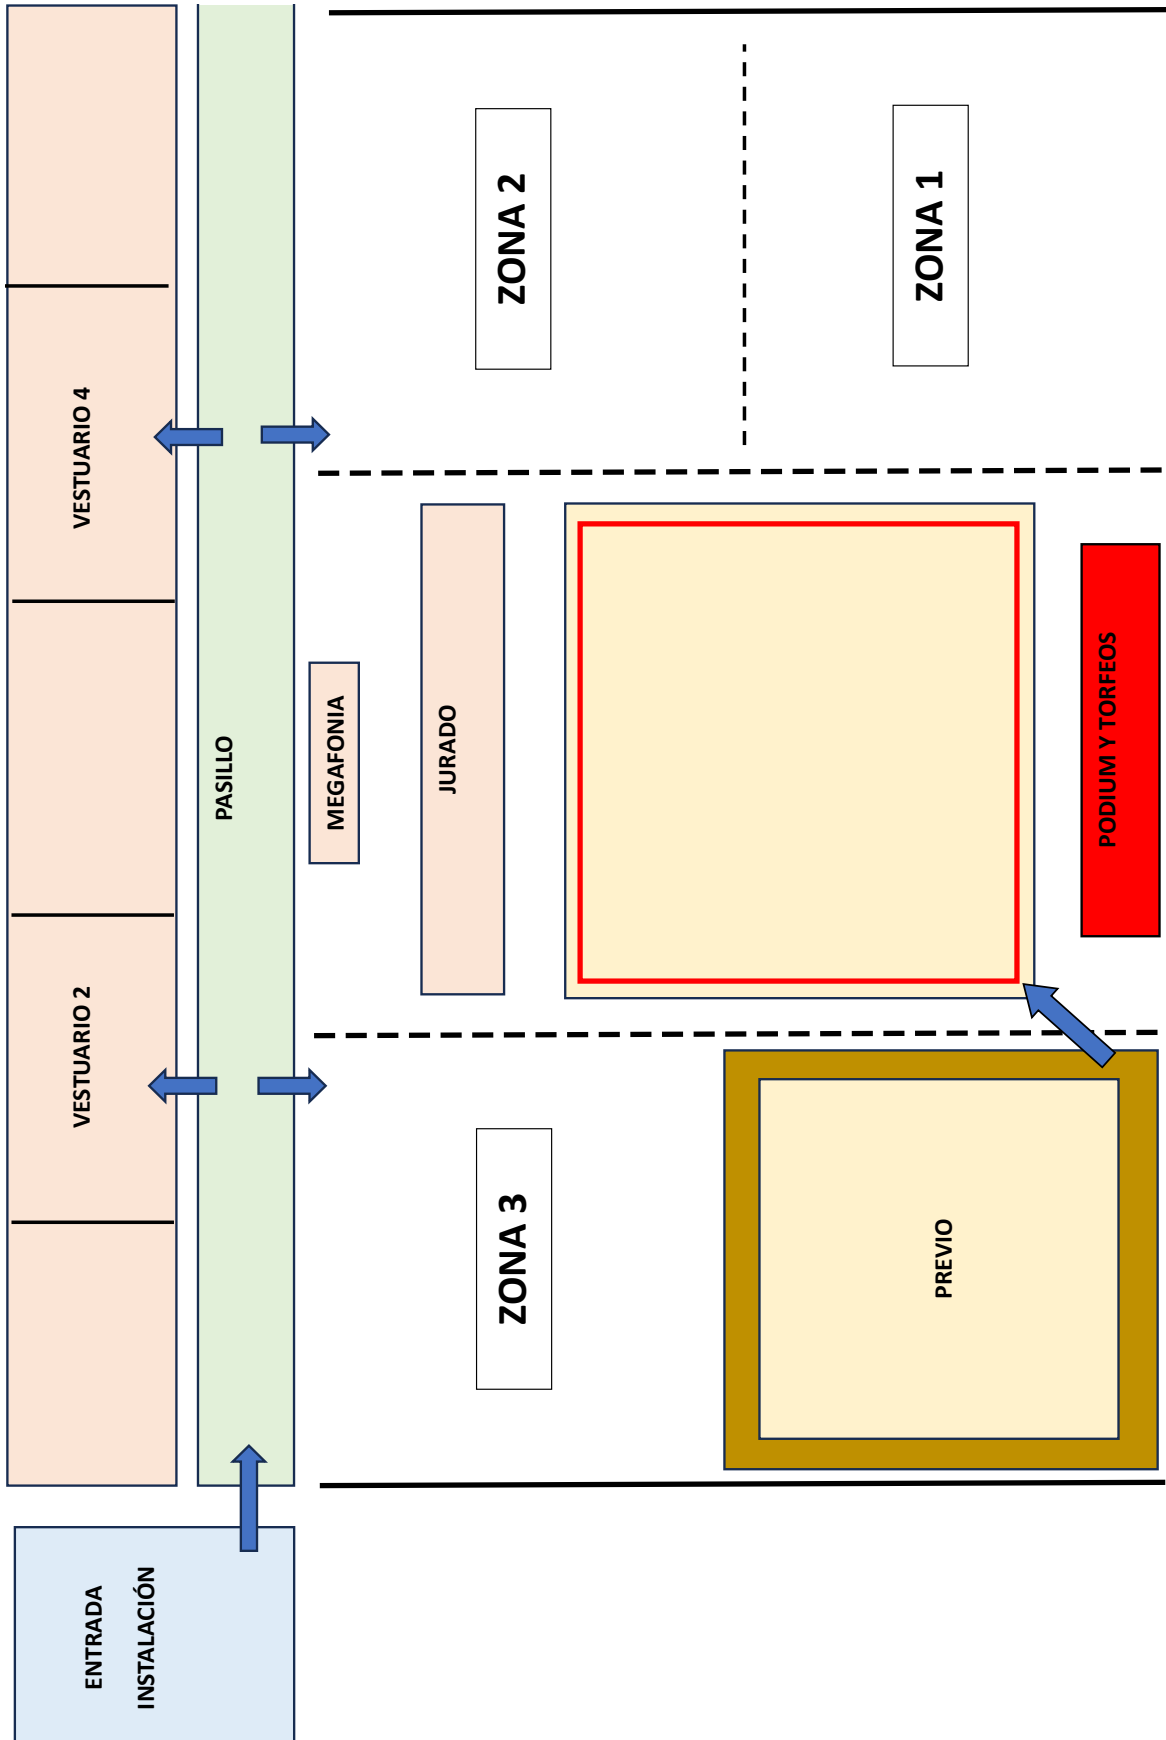 ENTRADA
INSTALACIÓN
VESTUARIO 2
VESTUARIO 4
PASILLO
MEGAFONIA
JURADO
ZONA 3
ZONA 2
PREVIO
ZONA 1
PODIUM Y TORFEOS